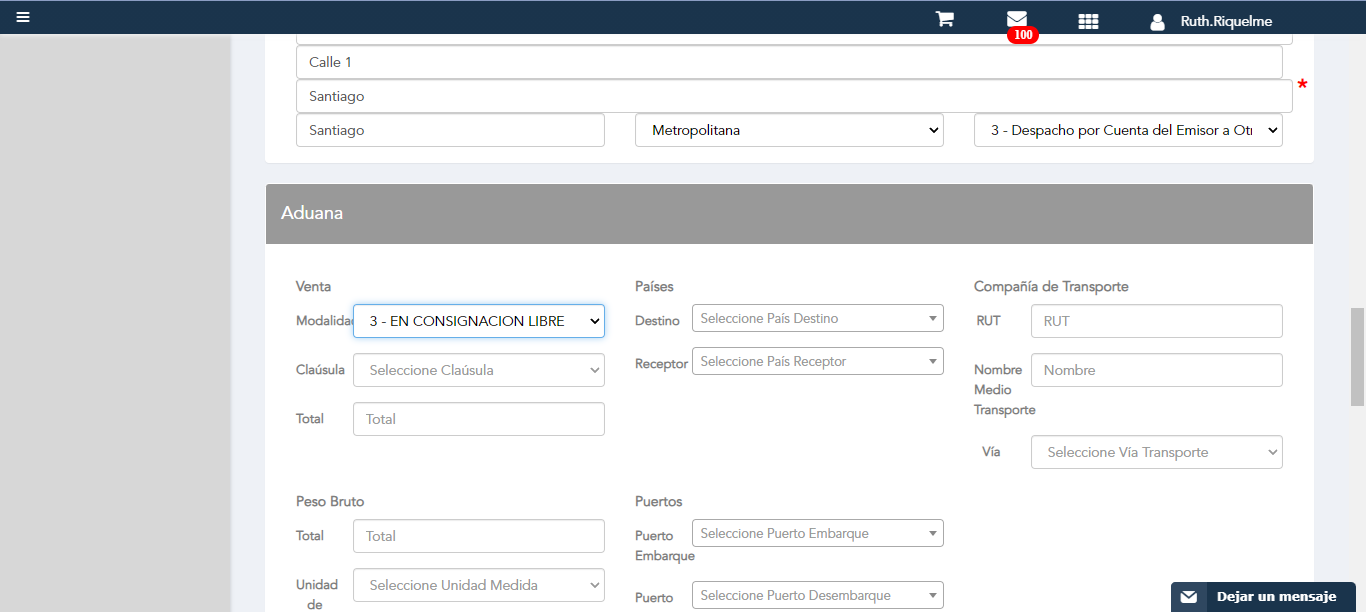 Ruth.Riquelme
100
Calle 1
Santiago
*
Santiago
Metropolitana
3 - Despacho por Cuenta del Emisor a Otr
Aduana
Venta
Países
Compañía de Transporte
Modalidad
3 - EN CONSIGNACION LIBRE
Destino
Seleccione País Destino
RUT
RUT
Receptor
Seleccione País Receptor
Claúsula
Seleccione Claúsula
Nombre
Medio
Transporte
Nombre
Total
Total
Vía
Seleccione Vía Transporte
Peso Bruto
Puertos
Total
Total
Puerto
Embarque
Seleccione Puerto Embarque
Unidad
de
Seleccione Unidad Medida
Puerto
Seleccione Puerto Desembarque
Dejar un mensaje